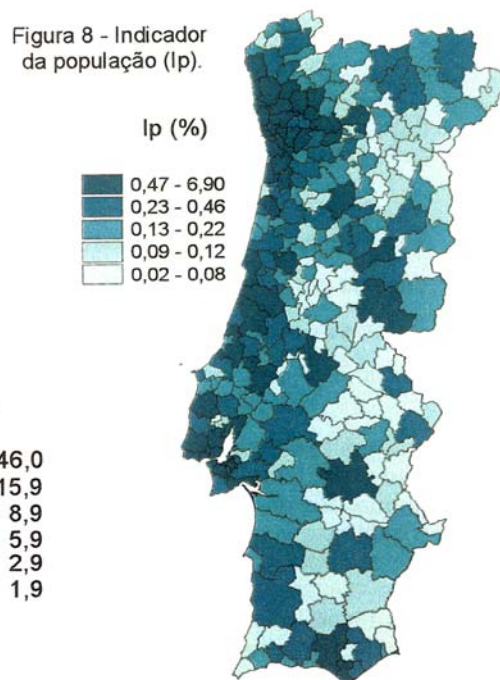 Figura 8 - Indicador
da população (Ip).
Ip (%)
0,47 - 6,90
0,23 - 0,46
0,13 - 0,22
0,09 - 0,12
0,02 - 0,08
46,0
15,9
8,9
5,9
2,9
1,9